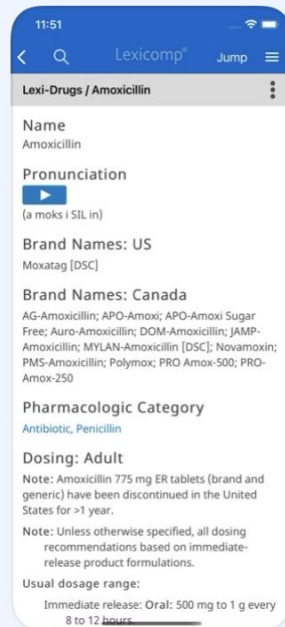 11:51
Lexicomp®
Jump
Lexi-Drugs / Amoxicillin
Name
Amoxicillin
Pronunciation
(a moks i SIL in)
Brand Names: US
Moxatag [DSC]
Brand Names: Canada
AG-Amoxicillin; APO-Amoxi; APO-Amoxi Sugar
Free; Auro-Amoxicillin; DOM-Amoxicillin; JAMP-
Amoxicillin; MYLAN-Amoxicillin [DSC]; Novamoxin;
PMS-Amoxicillin; Polymox; PRO Amox-500; PRO-
Amox-250
Pharmacologic Category
Antibiotic, Penicillin
Dosing: Adult
Note: Amoxicillin 775 mg ER tablets (brand and
generic) have been discontinued in the United
States for >1 year.
Note: Unless otherwise specified, all dosing
recommendations based on immediate-
release product formulations.
Usual dosage range:
Immediate release: Oral: 500 mg to 1 g every
8 to 12 hours